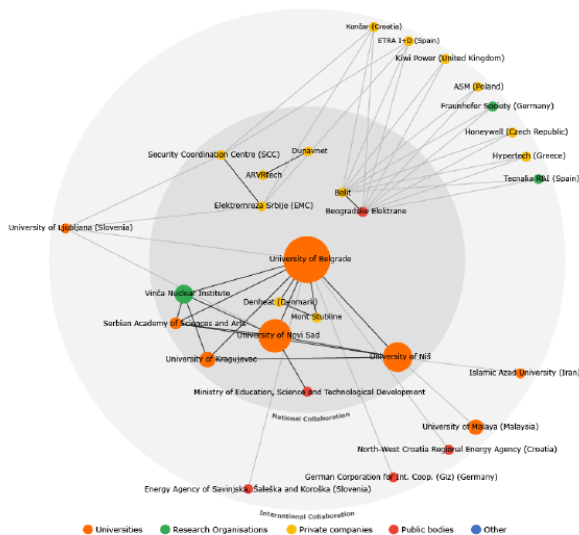 Končar (Croatia)
ETRA I+D (Spain)
Kiwi Power (United Kingdom)
ASM (Poland)
Fraunhofer Society (Germany)
Honeywell (Czech Republic)
Hypertech (Greece)
Tecnalia R&I (Spain)
Security Coordination Centre (SCC)
Dunavnet
ARVRtech
Belit
Elektromreza Srbije (EMC)
Beogradske Elektrane
University of Ljubljana (Slovenia)
University of Belgrade
Vinča Nuclear Institute
Denheat (Denmark)
Mont Stubline
Serbian Academy of Sciences and Arts
University of Novi Sad
University of Kragujevac
University of Niš
Islamic Azad University (Iran)
Ministry of Education, Science and Technological Development
National Collaboration
University of Malaya (Malaysia)
North-West Croatia Regional Energy Agency (Croatia)
German Corporation for Int. Coop. (Giz) (Germany)
Energy Agency of Savinjska, Šaleška and Koroška (Slovenia)
International Collaboration
Universities
Research Organisations
Private companies
Public bodies
Other